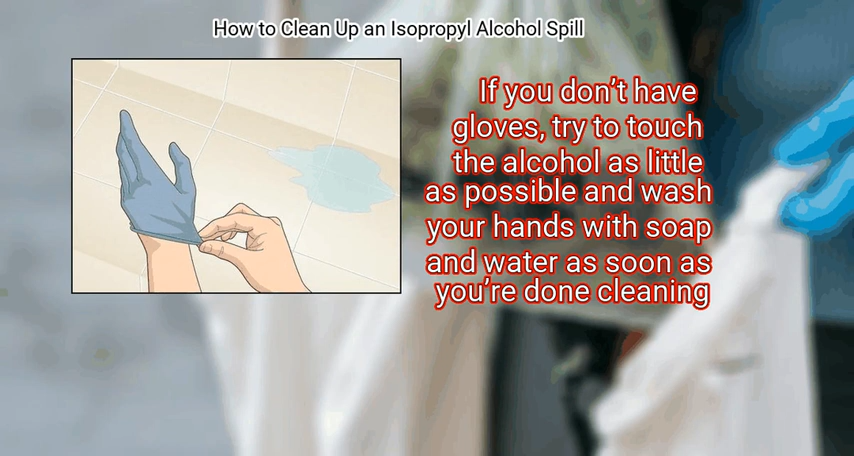 How to Clean Up an Isopropyl Alcohol Spill
If you don't have
gloves, try to touch
the alcohol as little
as possible and wash
your hands with soap
and water as soon as
you're done cleaning